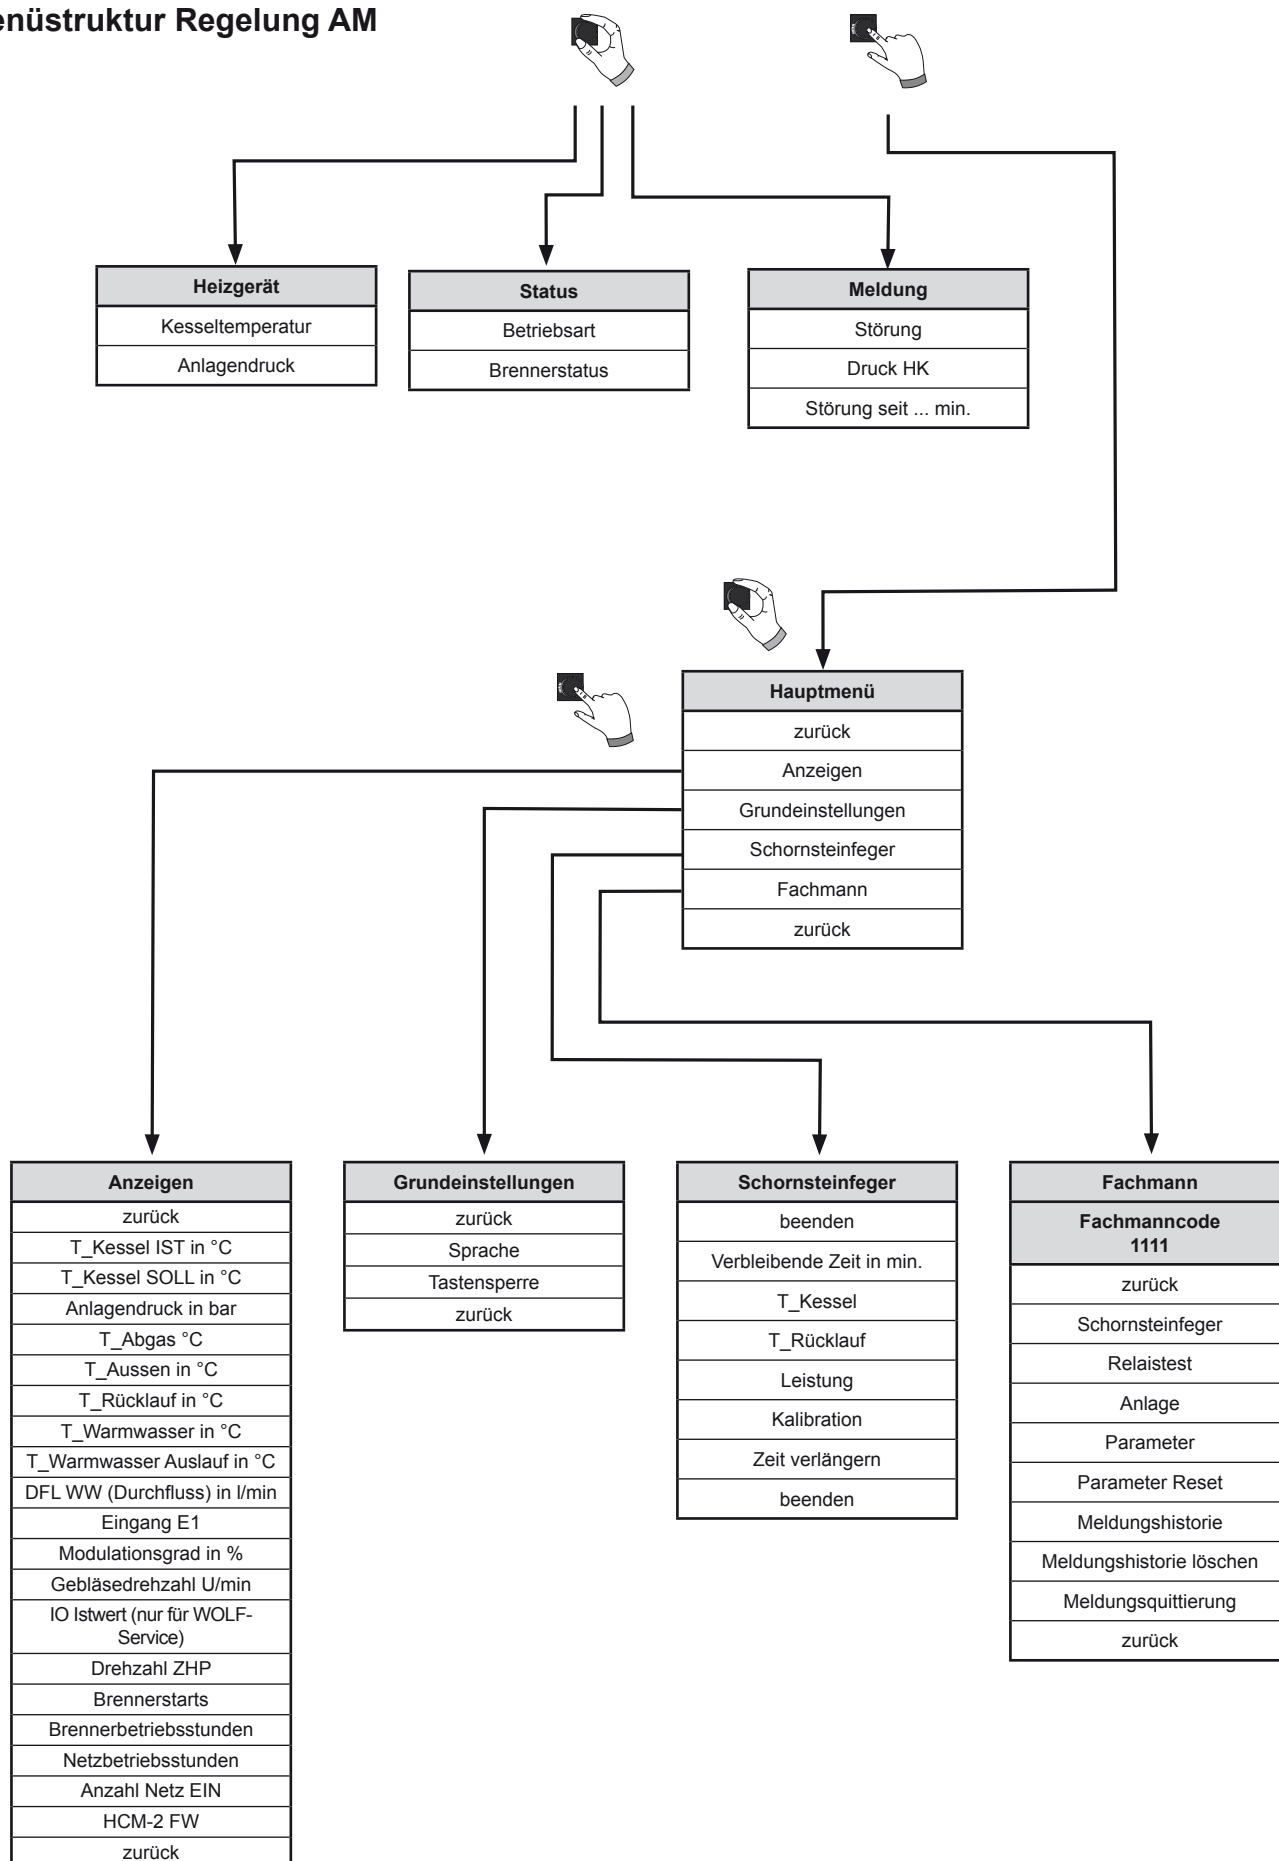 enüstruktur Regelung AM
Heizgerät
Kesseltemperatur
Anlagendruck
Status
Betriebsart
Brennerstatus
Meldung
Störung
Druck HK
Störung seit ... min.
Hauptmenü
zurück
Anzeigen
Grundeinstellungen
Schornsteinfeger
Fachmann
zurück
Anzeigen
zurück
T_Kessel IST in °C
T_Kessel SOLL in °C
Anlagendruck in bar
T_Abgas °C
T_Aussen in °C
T_Rücklauf in °C
T_Warmwasser in °C
T_Warmwasser Auslauf in °C
DFL WW (Durchfluss) in l/min
Eingang E1
Modulationsgrad in %
Gebläsedrehzahl U/min
IO Istwert (nur für WOLF-
Service)
Drehzahl ZHP
Brennerstarts
Brennerbetriebsstunden
Netzbetriebsstunden
Anzahl Netz EIN
HCM-2 FW
zurück
Grundeinstellungen
zurück
Sprache
Tastensperre
zurück
Schornsteinfeger
beenden
Verbleibende Zeit in min.
T_Kessel
T_Rücklauf
Leistung
Kalibration
Zeit verlängern
beenden
Fachmann
Fachmanncode
1111
zurück
Schornsteinfeger
Relaistest
Anlage
Parameter
Parameter Reset
Meldungshistorie
Meldungshistorie löschen
Meldungsquittierung
zurück